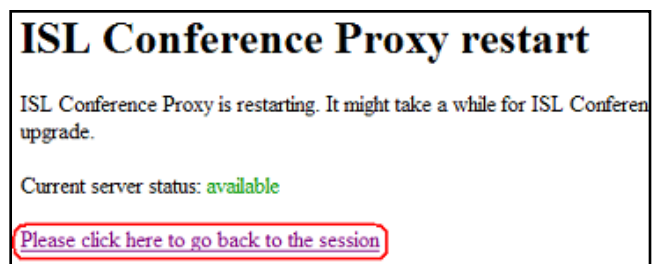 ISL Conference Proxy restart
ISL Conference Proxy is restarting. It might take a while for ISL
upgrade.
Current server status: available
Please click here to go back to the session